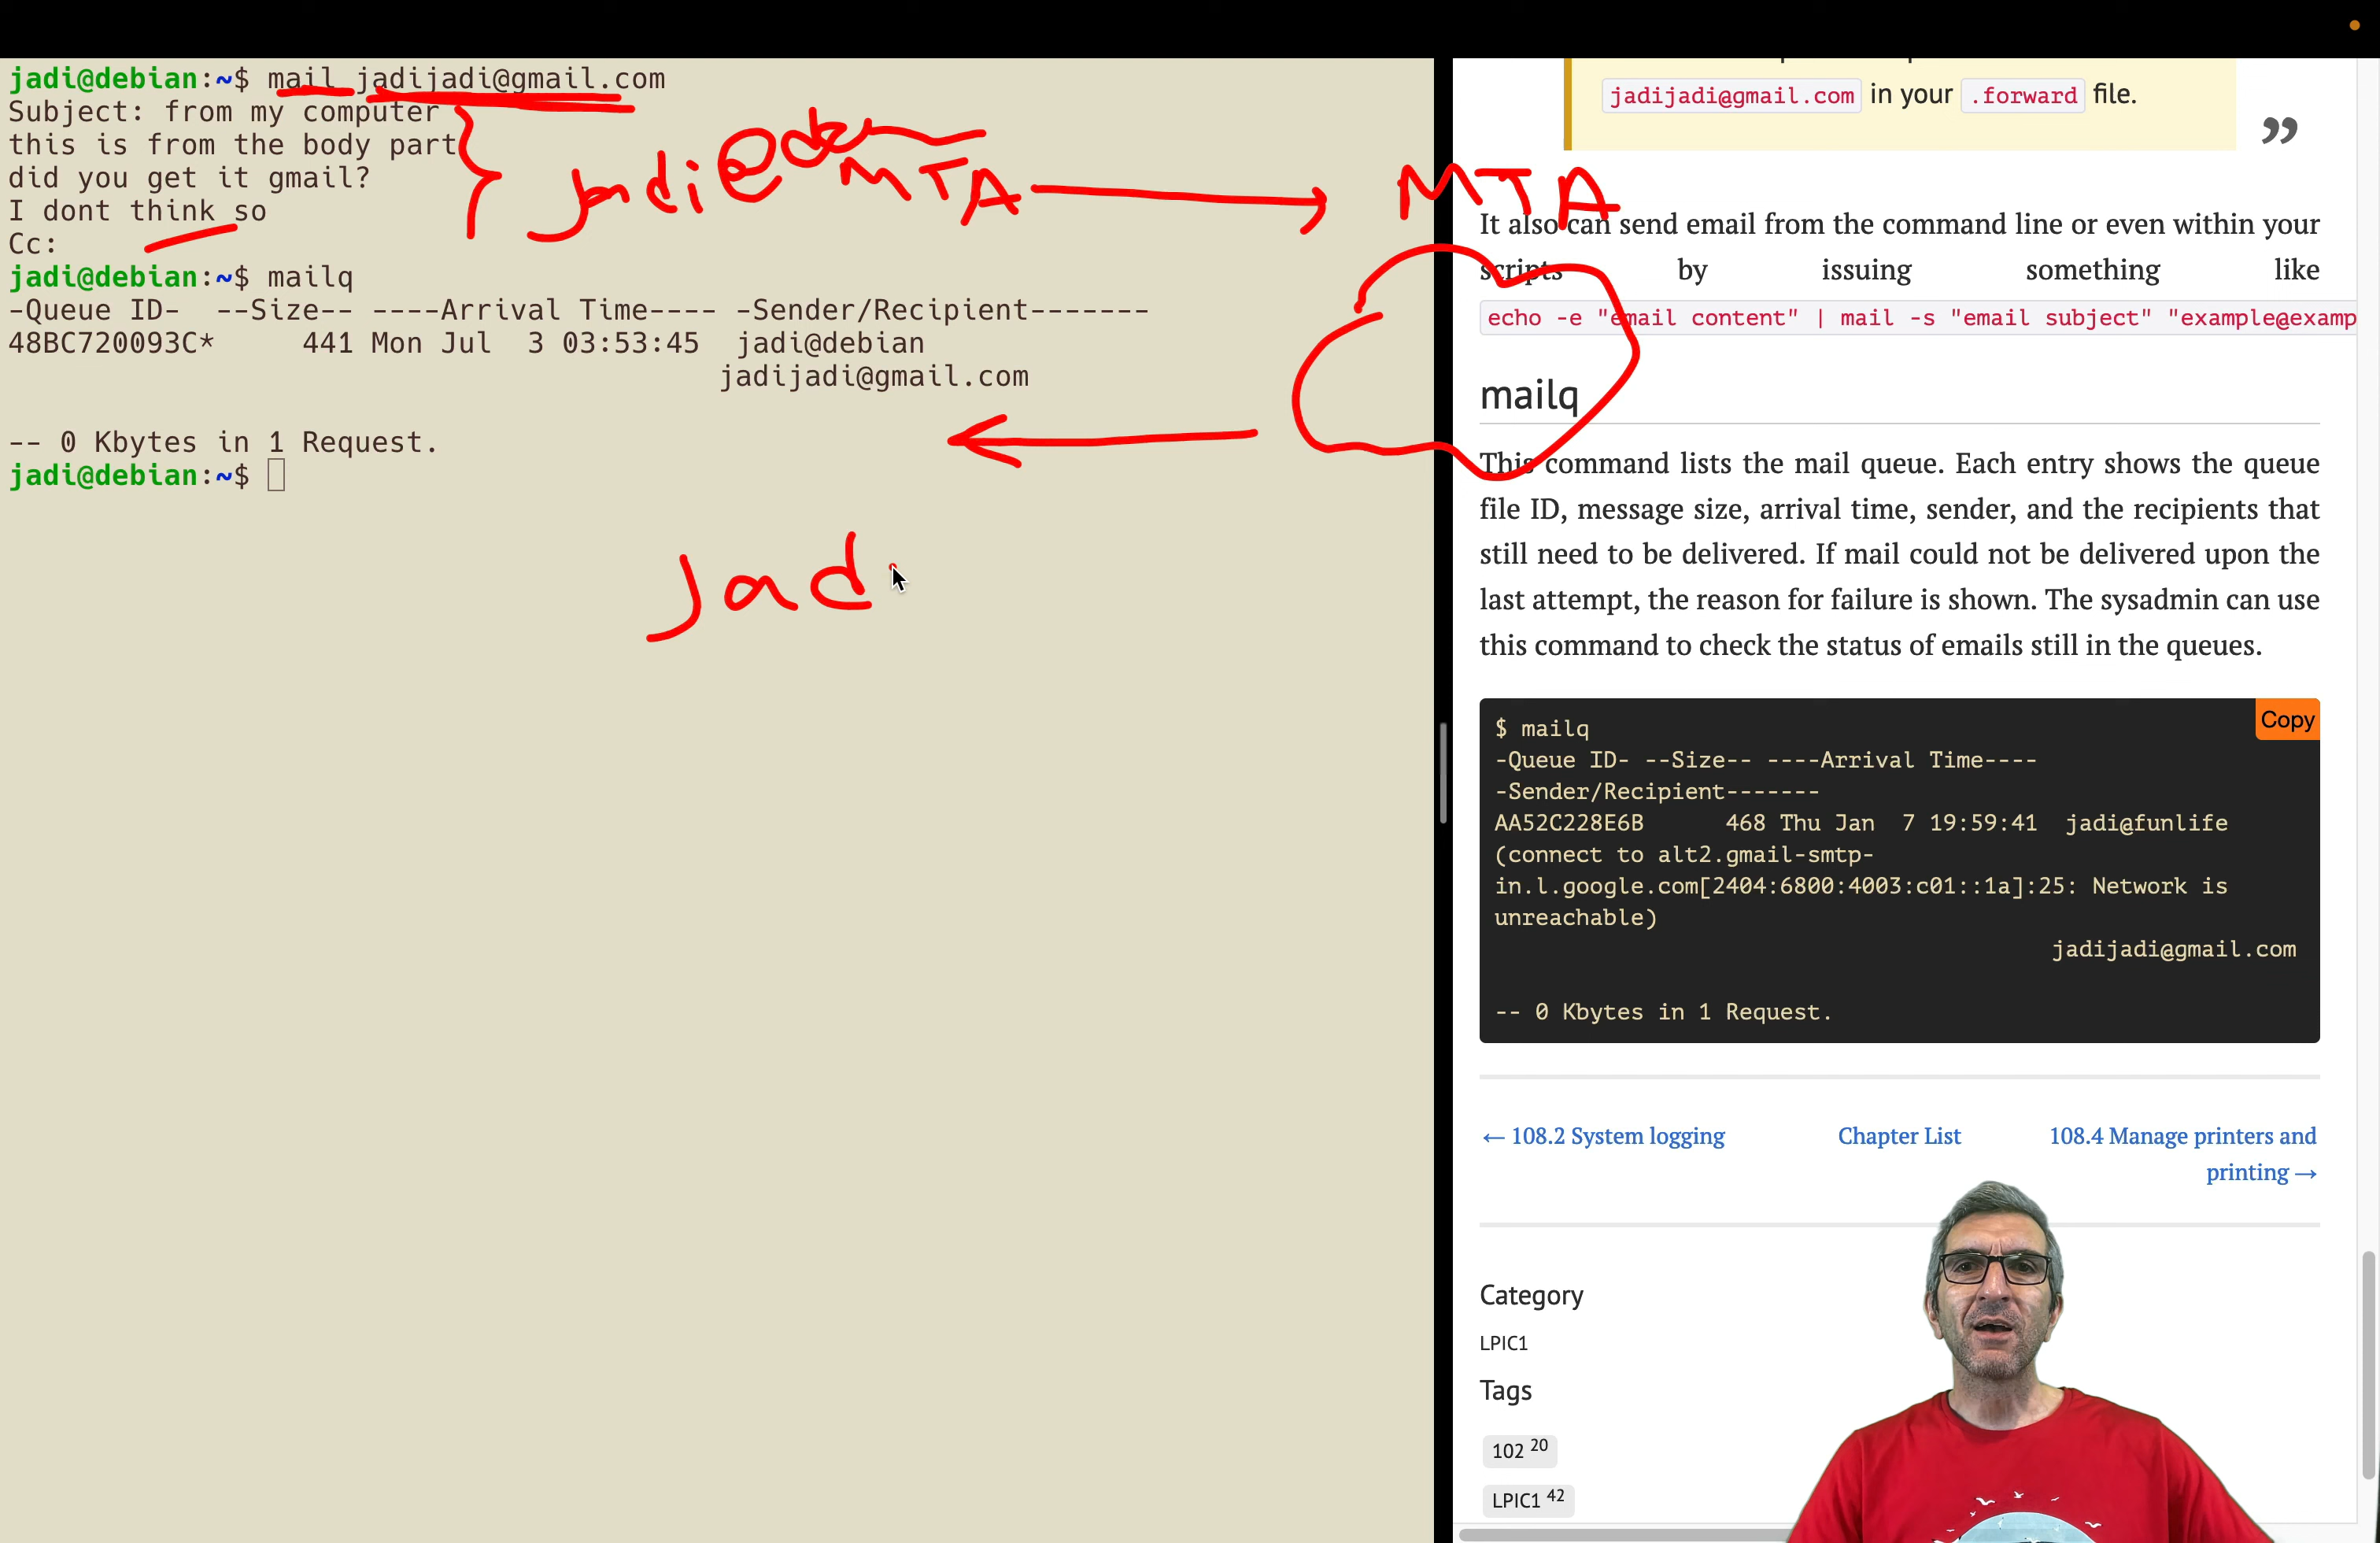 jadi@debian:~$ mail jadijadi@gmail.com
Subject: from my computer
this is from the body part
did you get it gmail?
I dont think so
Cc:
jadi@debian:~$ mailq
-Queue ID-  --Size-- ----Arrival Time---- -Sender/Recipient-------
48BC720093C*     441 Mon Jul  3 03:53:45  jadi@debian
jadijadi@gmail.com
-- 0 Kbytes in 1 Request.
jadi@debian:~$
jadi@de
MTA
MTA
Jad
jadijadi@gmail.com in your .forward file.
”
It also can send email from the command line or even within your
scripts by issuing something like
echo -e "email content" | mail -s "email subject" "example@examp
mailq
This command lists the mail queue. Each entry shows the queue
file ID, message size, arrival time, sender, and the recipients that
still need to be delivered. If mail could not be delivered upon the
last attempt, the reason for failure is shown. The sysadmin can use
this command to check the status of emails still in the queues.
Copy
$ mailq
-Queue ID- --Size-- ----Arrival Time----
-Sender/Recipient-------
AA52C228E6B      468 Thu Jan  7 19:59:41  jadi@funlife
(connect to alt2.gmail-smtp-
in.l.google.com[2404:6800:4003:c01::1a]:25: Network is
unreachable)
jadijadi@gmail.com
-- 0 Kbytes in 1 Request.
← 108.2 System logging
Chapter List
108.4 Manage printers and
printing →
Category
LPIC1
Tags
102 20
LPIC1 42